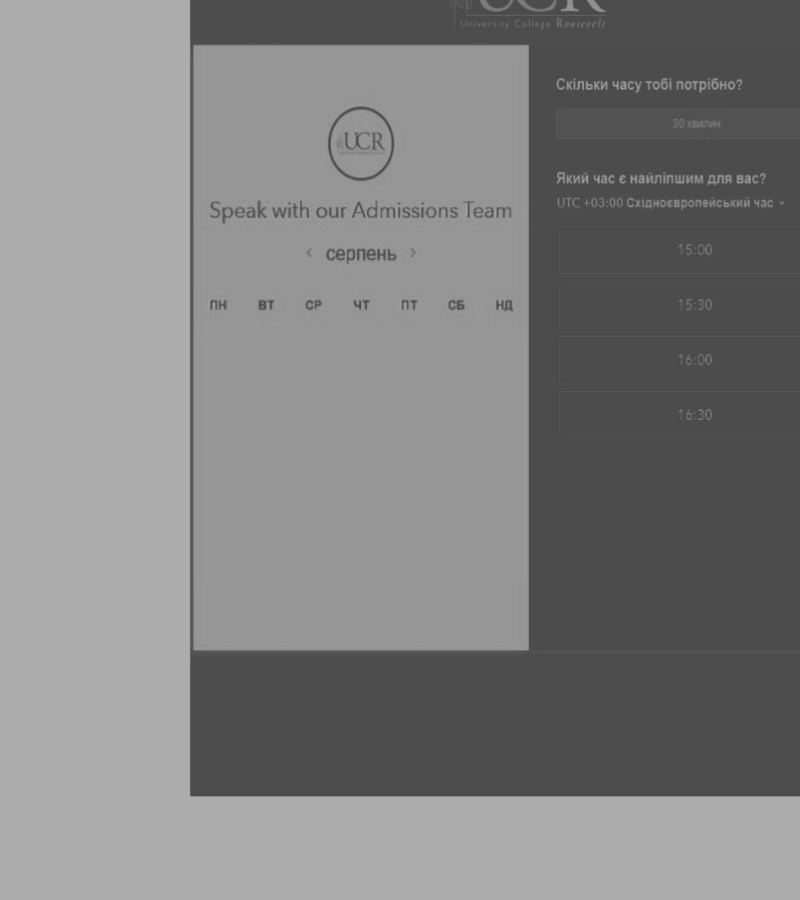 UCR
University College Roosevelt
UCR
Speak with our Admissions Team
< серпень >
ПН ВТ СР ЧТ ПТ СБ НД
Скільки часу тобі потрібно?
30 хвилин
Який час є найліпшим для вас?
UTC +03:00 Східноєвропейський час
15:00
15:30
16:00
16:30